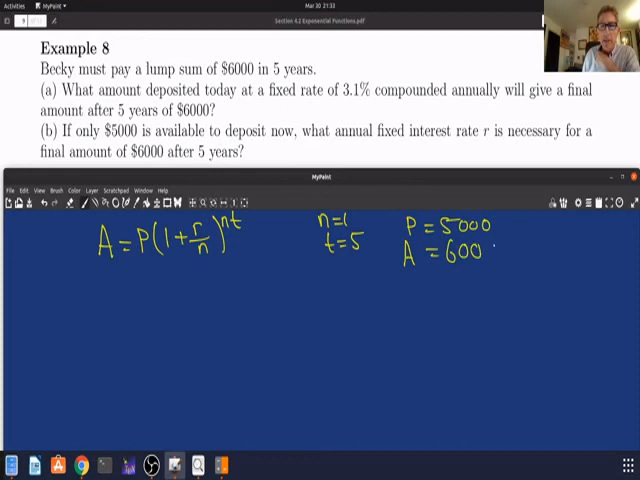 Activities
MyPaint
Mar 30 21:33
Section 4.2 Exponential Functions.pdf
Example 8
Becky must pay a lump sum of $6000 in 5 years.
(a) What amount deposited today at a fixed rate of 3.1% compounded annually will give a final
amount after 5 years of $6000?
(b) If only $5000 is available to deposit now, what annual fixed interest rate r is necessary for a
final amount of $6000 after 5 years?
MyPaint
File Edit View Brush Color Layer Scratchpad Window Help
A = P(1 + r/n)^nt
n=1
t=5
P = 5000
A = 600